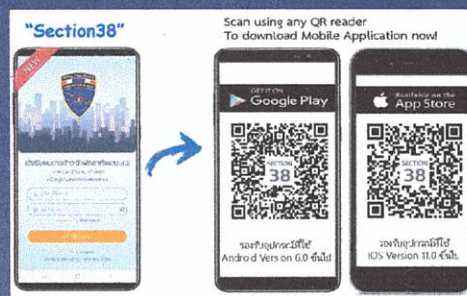 "Section38"
Scan using any QR reader
To download Mobile Application now!
NEW
GET IT ON
Google Play
SECTION
38
รองรับอุปกรณ์ที่ใช้
Android Version 6.0 ขึ้นไป
Available on the
App Store
SECTION
38
รองรับอุปกรณ์ที่ใช้
iOS Version 11.0 ขึ้นไป